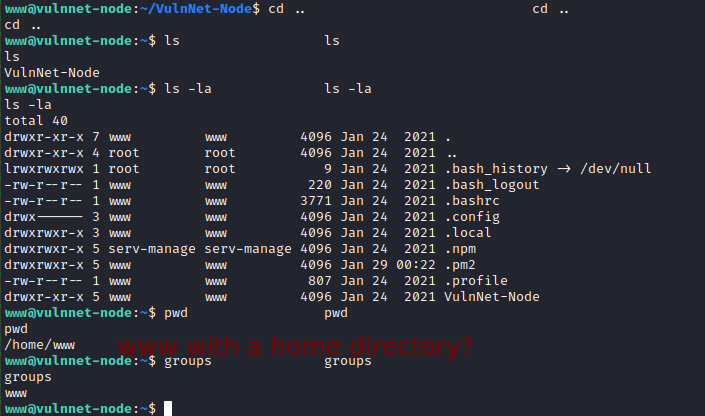 www@vulnnet-node:~/VulnNet-Node$ cd .. cd ..
cd ..
www@vulnnet-node:~$ ls ls
ls
VulnNet-Node
www@vulnnet-node:~$ ls -la ls -la
ls -la
total 40
drwxr-xr-x 7 www www 4096 Jan 24 2021 .
drwxr-xr-x 4 root root 4096 Jan 24 2021 ..
lrwxrwxrwx 1 root root 9 Jan 24 2021 .bash_history -> /dev/null
-rw-r--r-- 1 www www 220 Jan 24 2021 .bash_logout
-rw-r--r-- 1 www www 3771 Jan 24 2021 .bashrc
drwx------ 3 www www 4096 Jan 24 2021 .config
drwxrwxr-x 3 www www 4096 Jan 24 2021 .local
drwxrwxr-x 5 serv-manage serv-manage 4096 Jan 24 2021 .npm
drwxrwxr-x 5 www www 4096 Jan 29 00:22 .pm2
-rw-r--r-- 1 www www 807 Jan 24 2021 .profile
drwxr-xr-x 5 www www 4096 Jan 24 2021 VulnNet-Node
www@vulnnet-node:~$ pwd pwd
pwd
/home/www
www with a home directory?
www@vulnnet-node:~$ groups groups
groups
www
www@vulnnet-node:~$